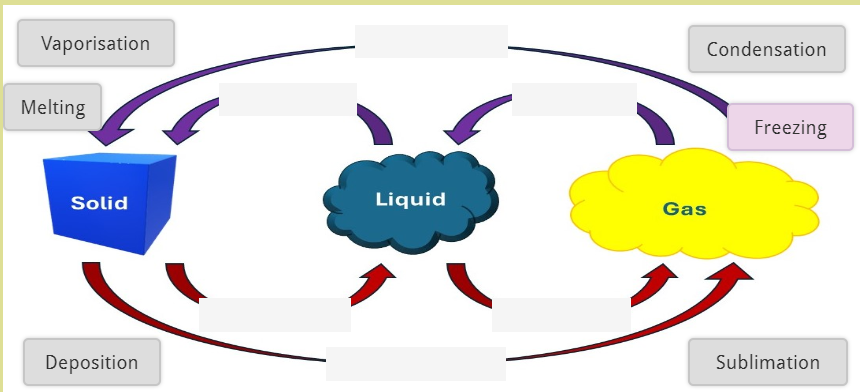 Vaporisation
Condensation
Melting
Freezing
Solid
Liquid
Gas
Deposition
Sublimation